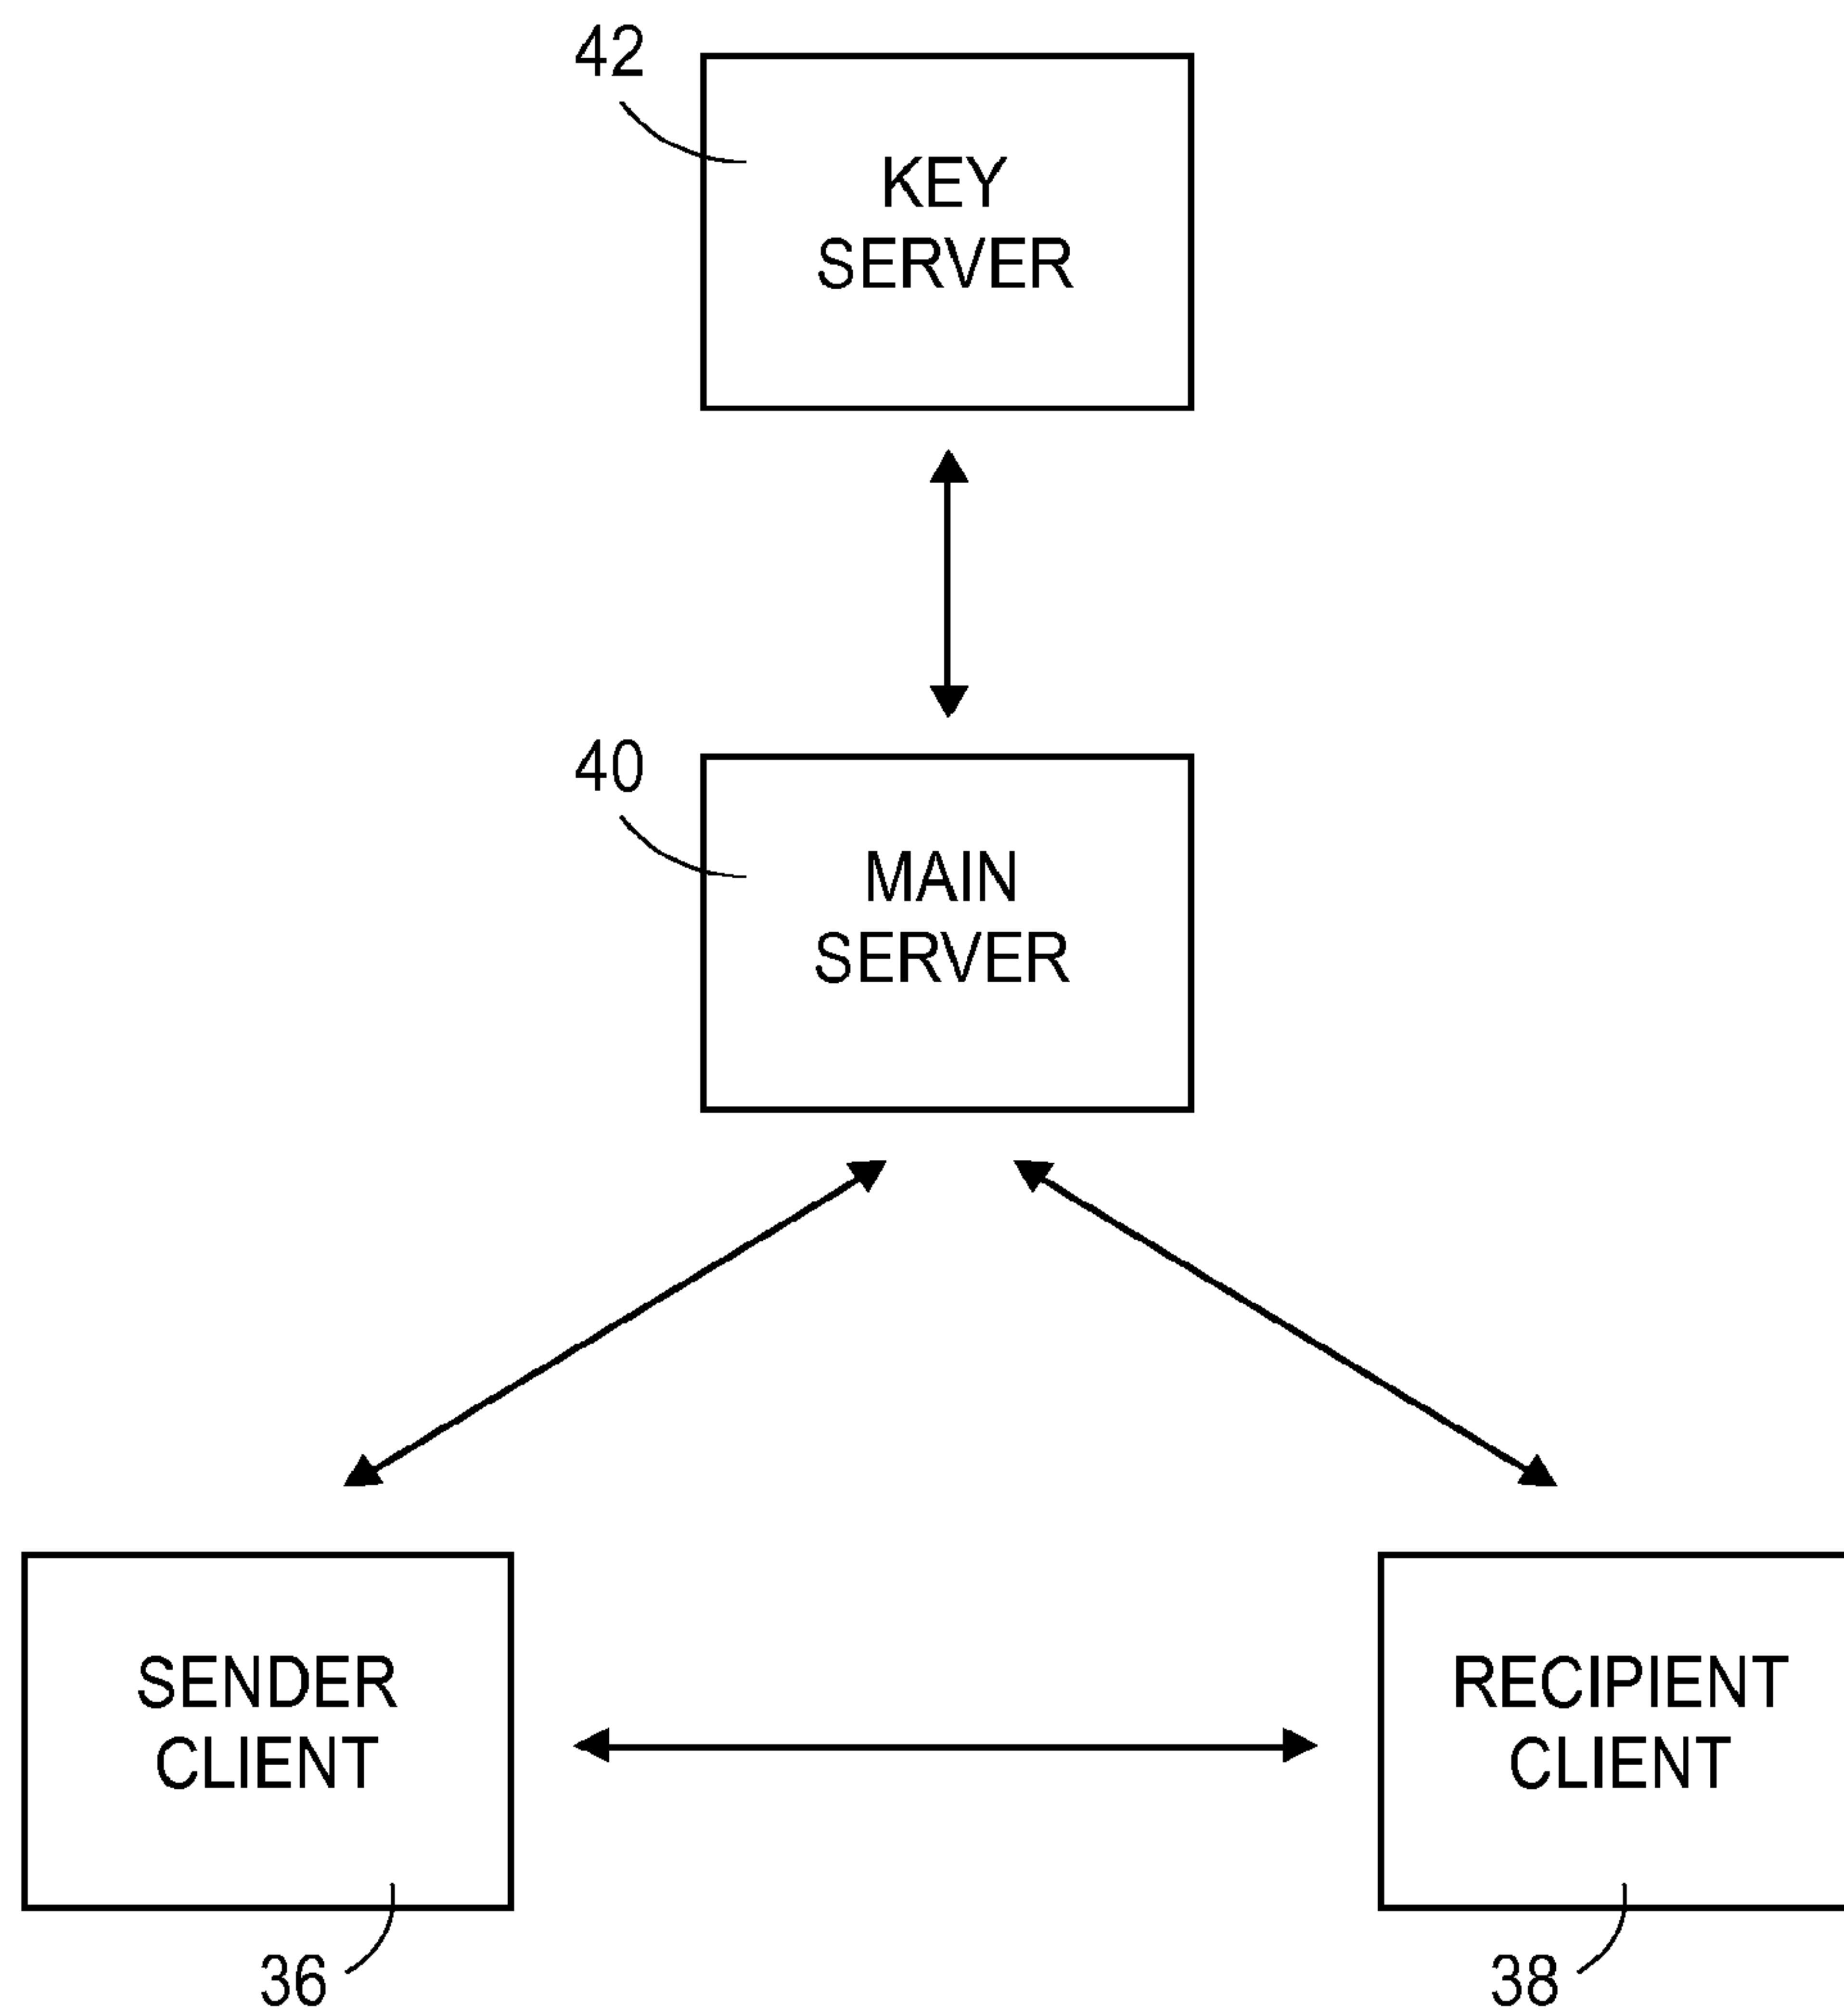 42
KEY
SERVER
40
MAIN
SERVER
SENDER
CLIENT
RECIPIENT
CLIENT
36
38